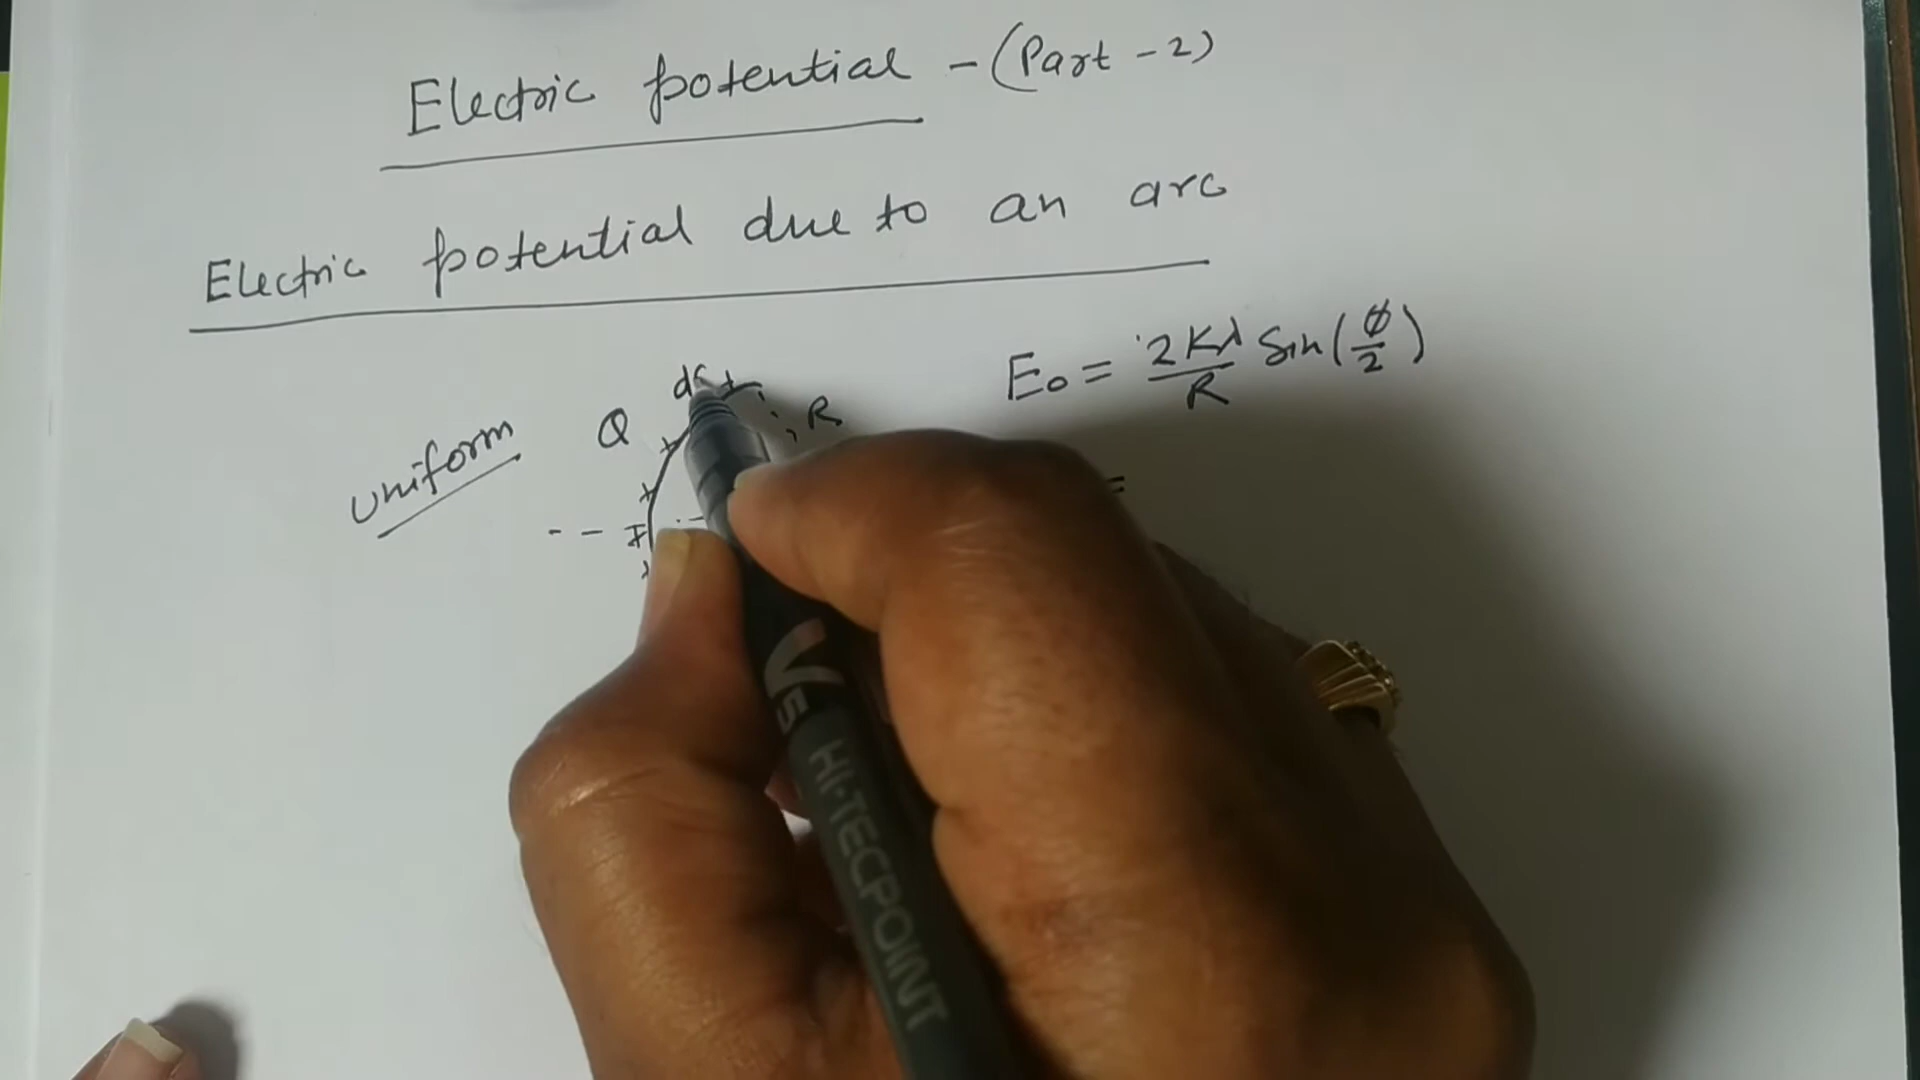 Electric potential - (Part - 2)
Electric potential due to an arc
E₀ = 2Kλ/R Sin(ϕ/2)
uniform
Q
R
=
V5 HI-TECPOINT